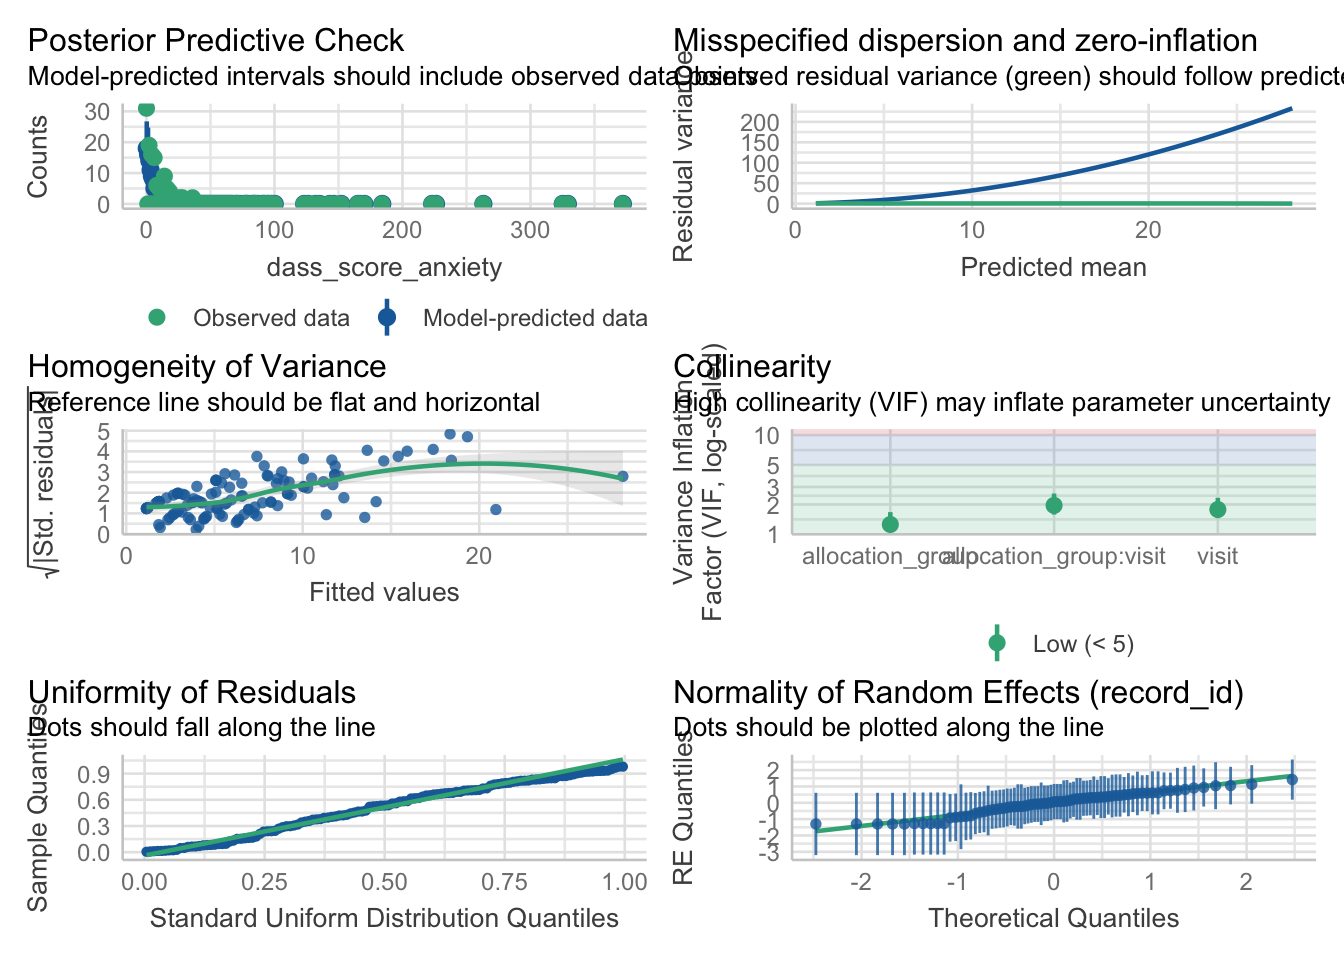 Posterior Predictive Check
Model-predicted intervals should include observed data points
Counts
30
20
10
0
0 100 200 300
dass_score_anxiety
Observed data Model-predicted data
Misspecified dispersion and zero-inflation
Observed residual variance (green) should follow predicte
Residual variance
200
150
100
50
0
0 10 20
Predicted mean
Homogeneity of Variance
Reference line should be flat and horizontal
√|Std. residuals|
5
4
3
2
1
0
0 10 20
Fitted values
Collinearity
High collinearity (VIF) may inflate parameter uncertainty
Variance Inflation
Factor (VIF, log-scaled)
10
5
3
2
1
allocation_group allocation_group:visit visit
Low (< 5)
Uniformity of Residuals
Dots should fall along the line
Sample Quantiles
0.9
0.6
0.3
0.0
0.00 0.25 0.50 0.75 1.00
Standard Uniform Distribution Quantiles
Normality of Random Effects (record_id)
Dots should be plotted along the line
RE Quantiles
2
1
0
-1
-2
-3
-2 -1 0 1 2
Theoretical Quantiles